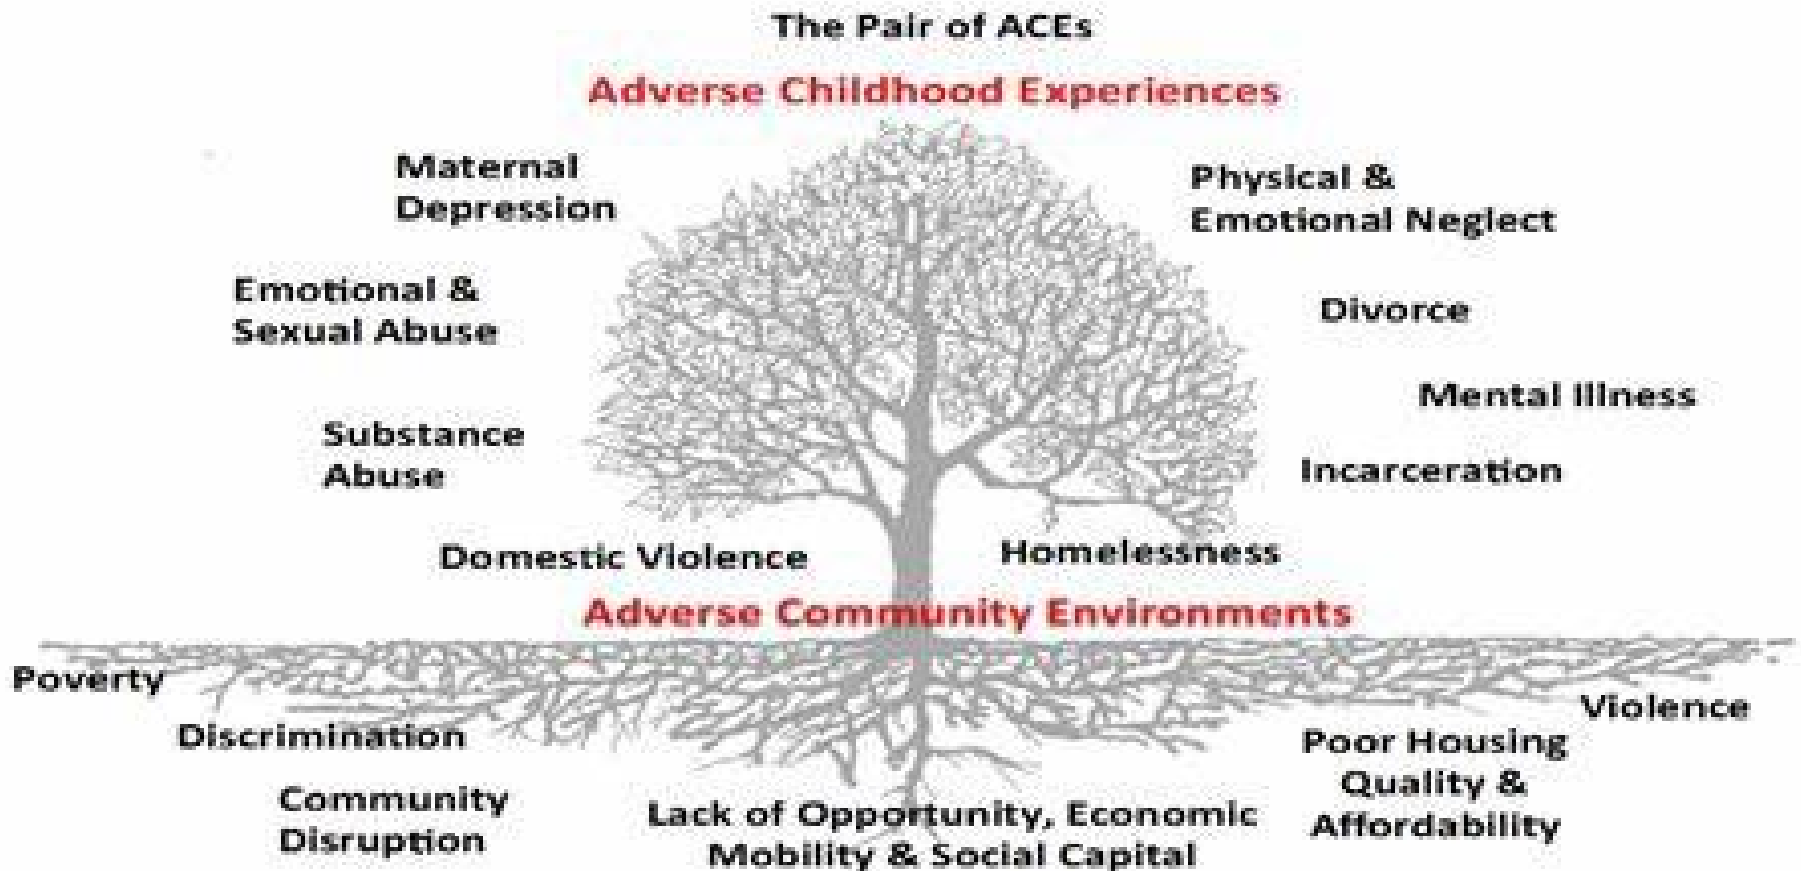 The Pair of ACEs
Adverse Childhood Experiences
Maternal
Depression
Physical &
Emotional Neglect
Emotional &
Sexual Abuse
Divorce
Mental Illness
Substance
Abuse
Incarceration
Domestic Violence
Homelessness
Adverse Community Environments
Poverty
Violence
Discrimination
Poor Housing
Quality &
Affordability
Community
Disruption
Lack of Opportunity, Economic
Mobility & Social Capital